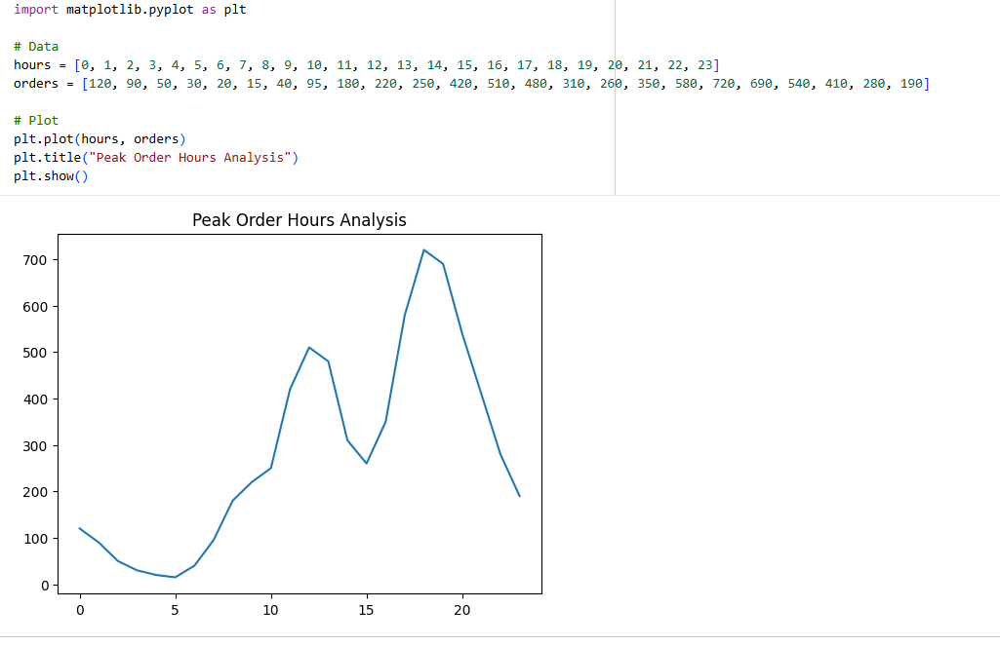 import matplotlib.pyplot as plt
# Data
hours = [0, 1, 2, 3, 4, 5, 6, 7, 8, 9, 10, 11, 12, 13, 14, 15, 16, 17, 18, 19, 20, 21, 22, 23]
orders = [120, 90, 50, 30, 20, 15, 40, 95, 180, 220, 250, 420, 510, 480, 310, 260, 350, 580, 720, 690, 540, 410, 280, 190]
# Plot
plt.plot(hours, orders)
plt.title("Peak Order Hours Analysis")
plt.show()
Peak Order Hours Analysis
700
600
500
400
300
200
100
0
0 5 10 15 20